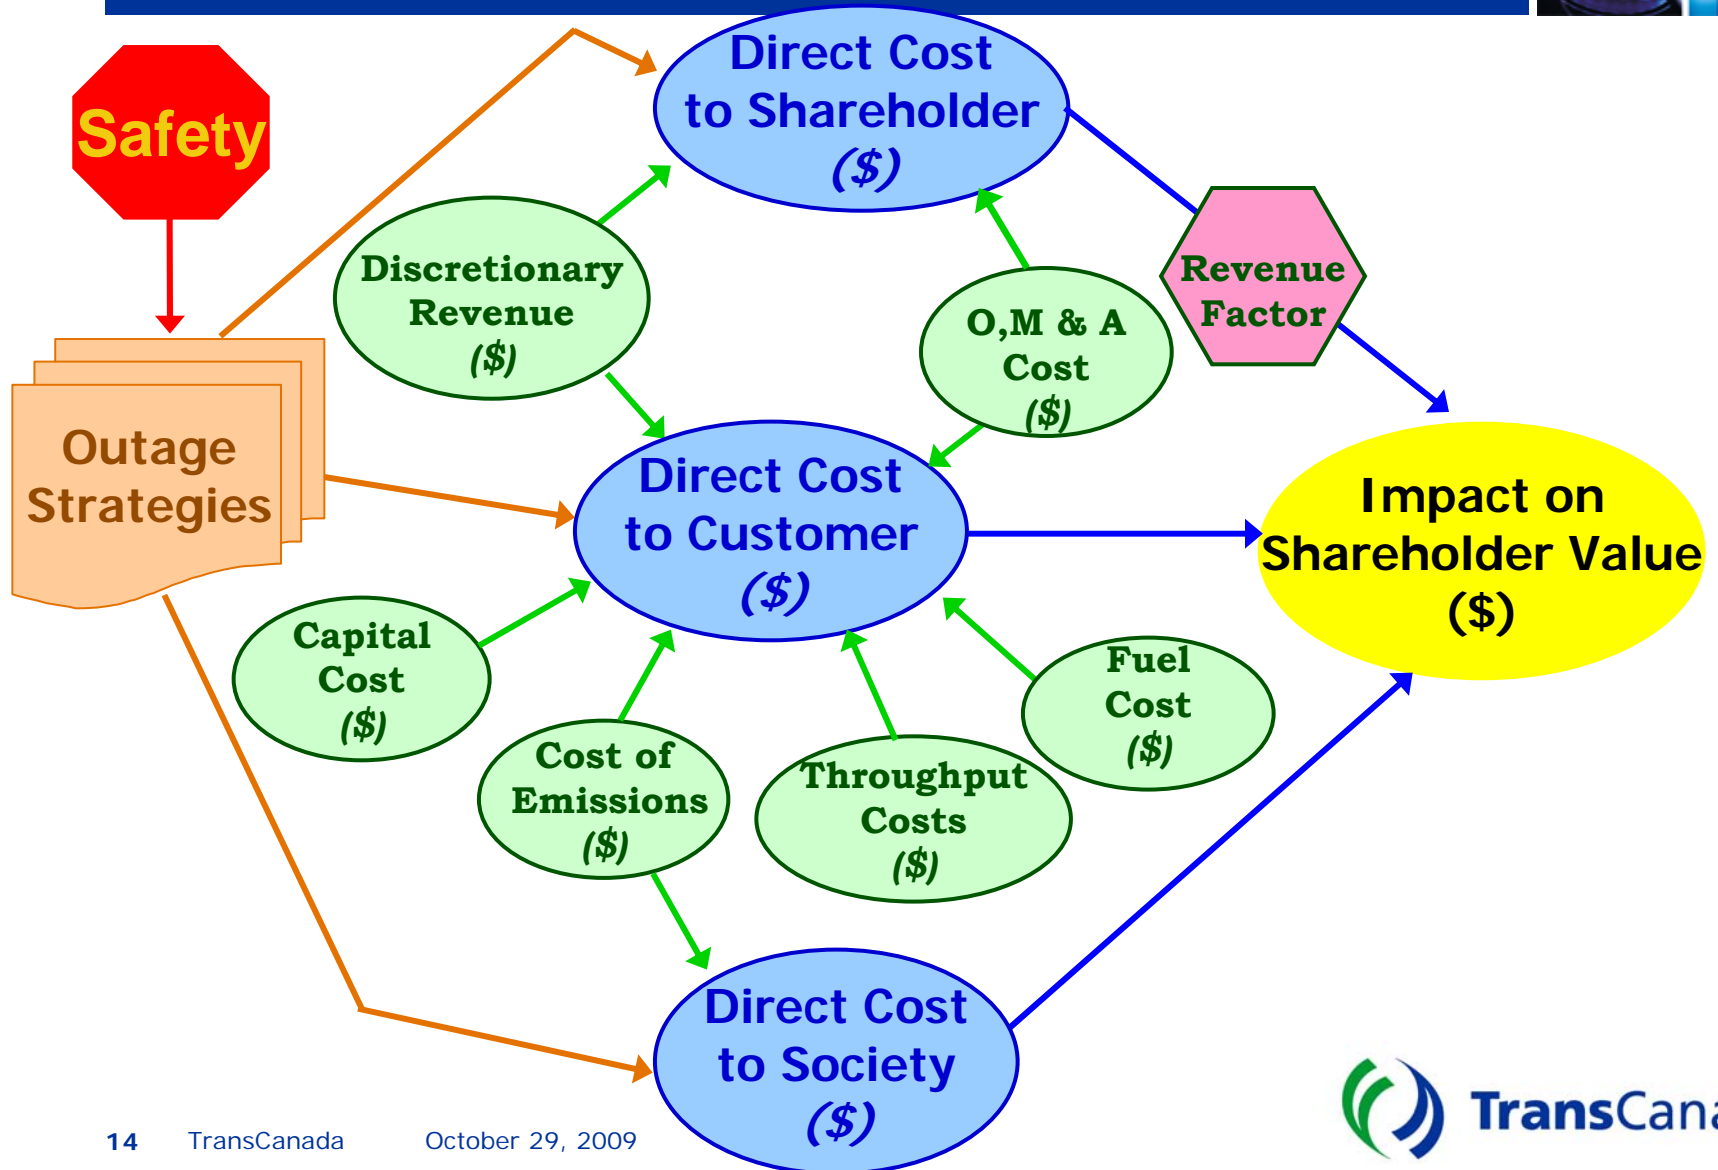 Direct Cost
to Shareholder
($)
Safety
Discretionary
Revenue
($)
O,M & A
Cost
($)
Revenue
Factor
Outage
Strategies
Direct Cost
to Customer
($)
Impact on
Shareholder Value
($)
Capital
Cost
($)
Cost of
Emissions
($)
Throughput
Costs
($)
Fuel
Cost
($)
Direct Cost
to Society
($)
14 TransCanada October 29, 2009
TransCana